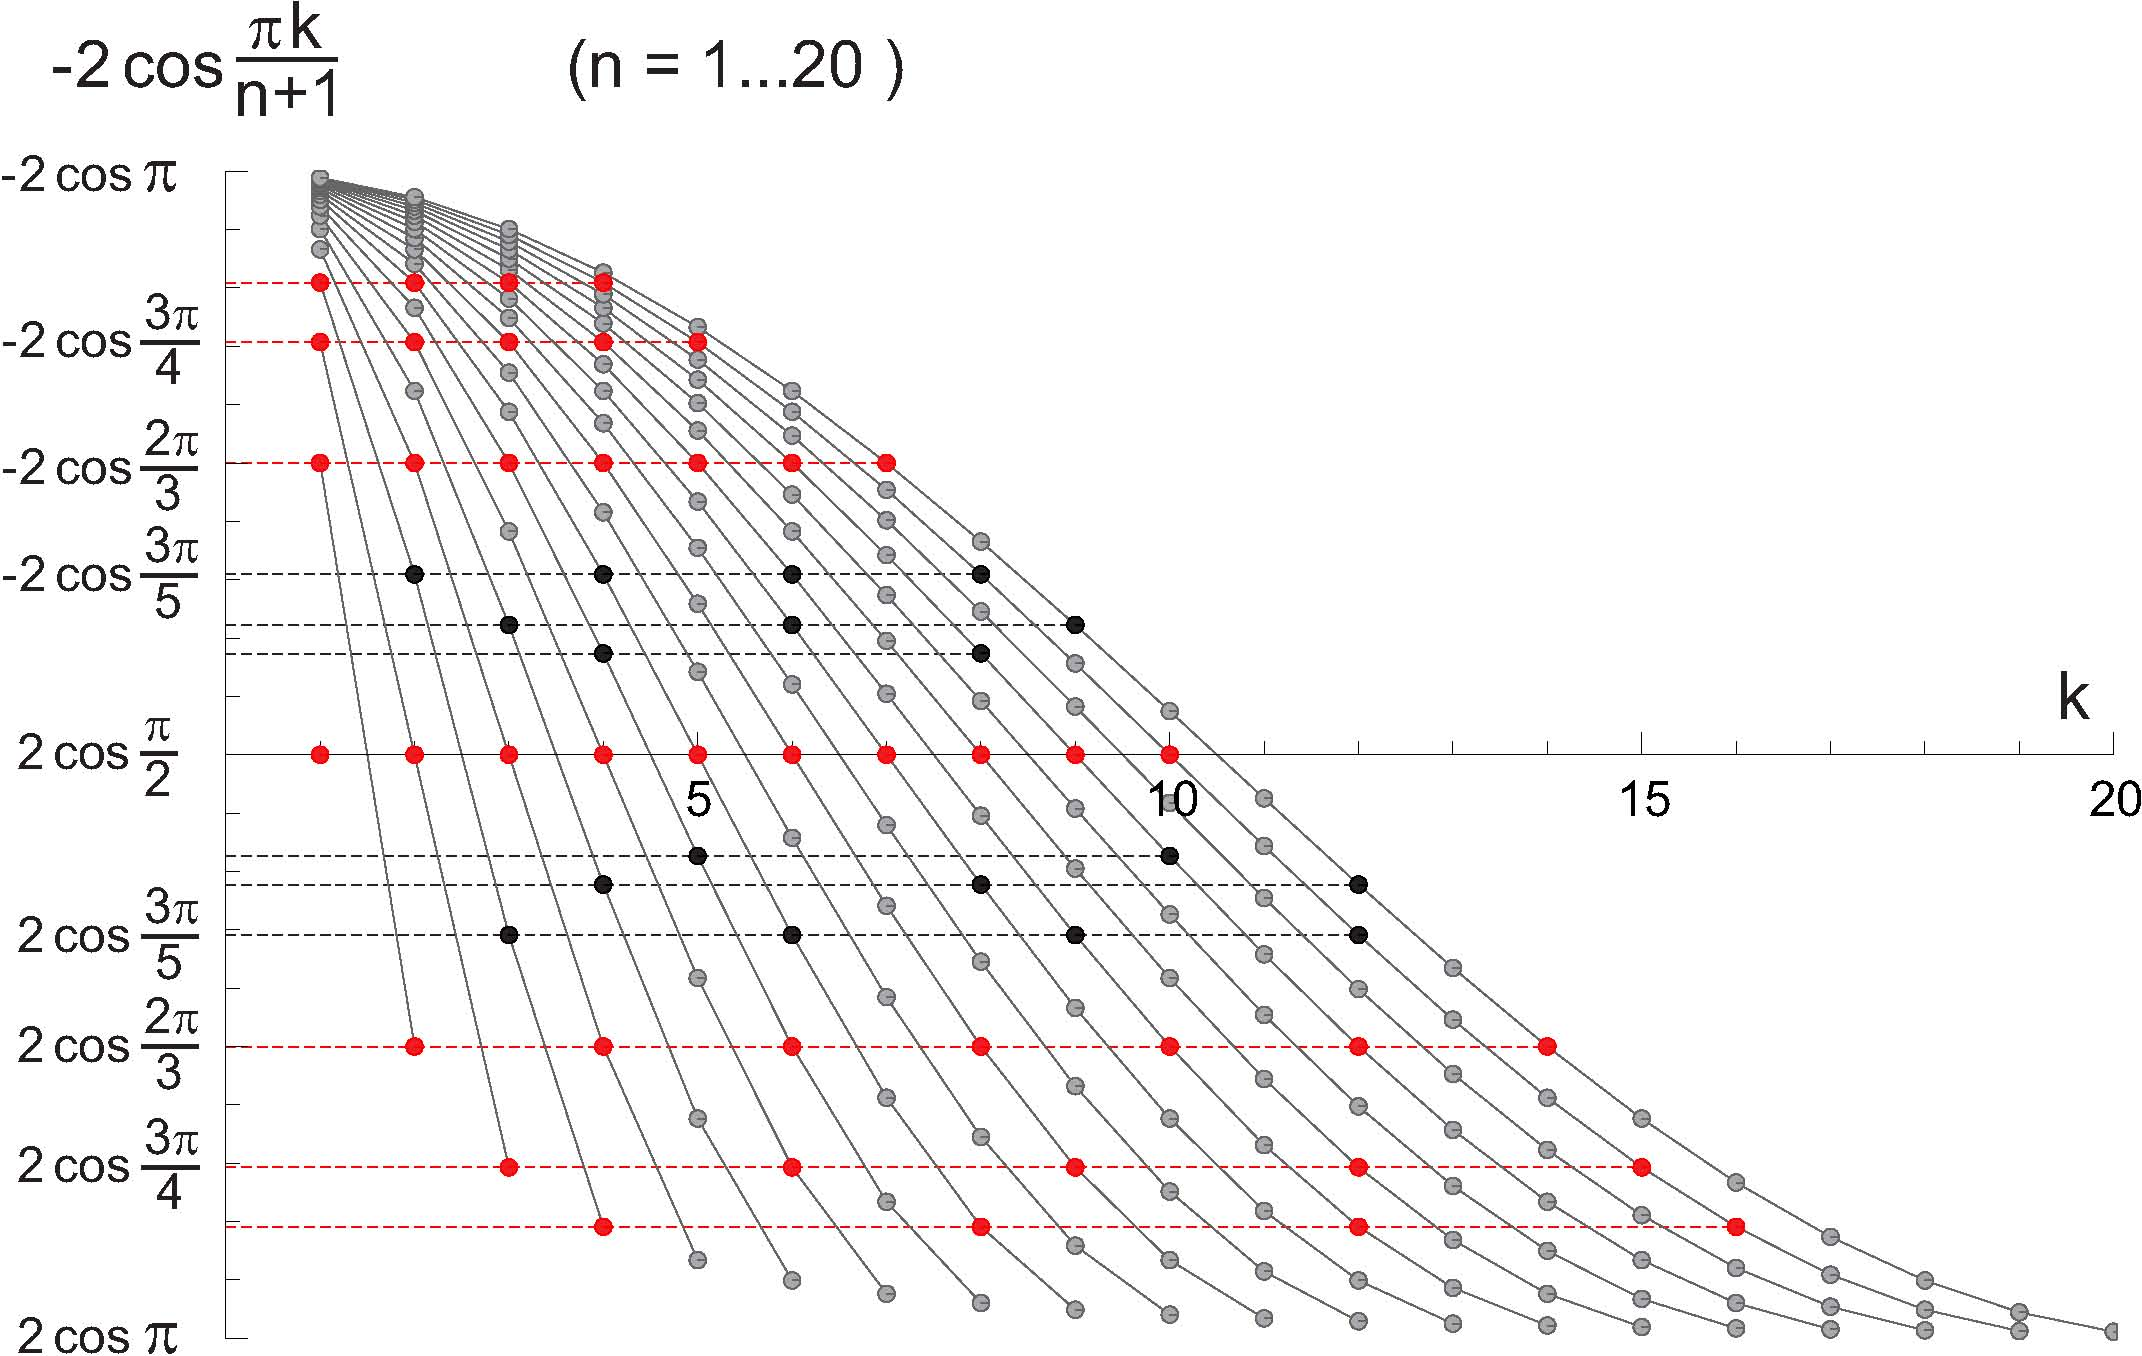 -2 cos πk/n+1 (n = 1...20 )
-2 cos π
-2 cos 3π/4
-2 cos 2π/3
-2 cos 3π/5
k
2 cos π/2
5 10 15 20
2 cos 3π/5
2 cos 2π/3
2 cos 3π/4
2 cos π